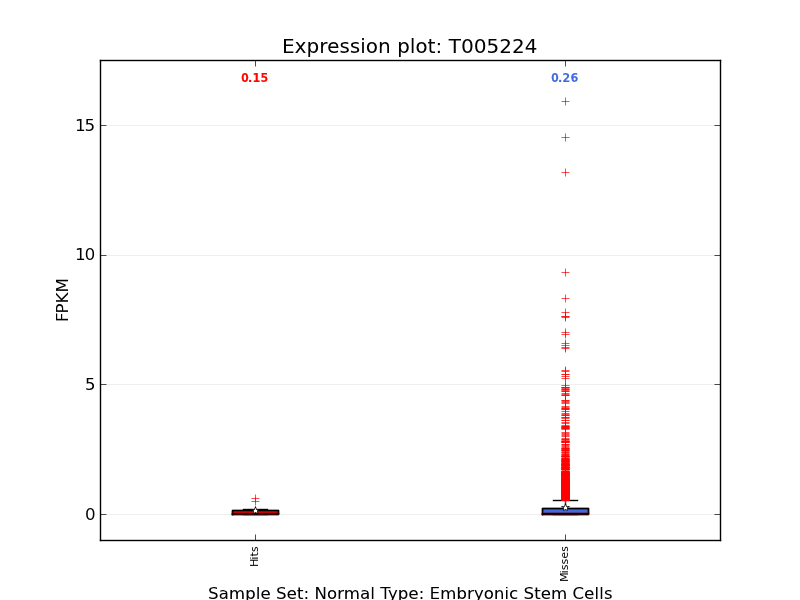 Expression plot: T005224
0.15
0.26
15
10
5
0
FPKM
Hits
Misses
Sample Set: Normal Type: Embryonic Stem Cells